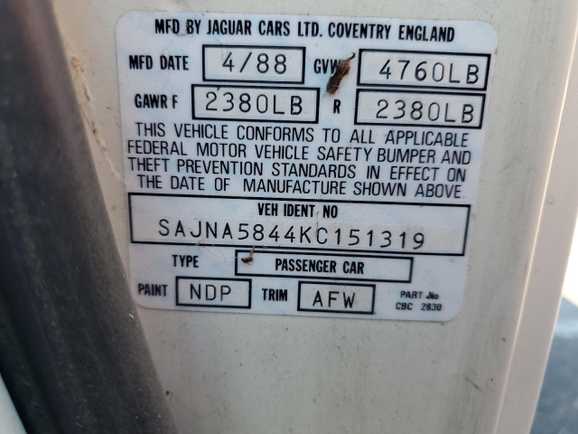 MFD BY JAGUAR CARS LTD. COVENTRY ENGLAND
MFD DATE 4/88 GVW 4760LB
GAWR F 2380LB R 2380LB
THIS VEHICLE CONFORMS TO ALL APPLICABLE
FEDERAL MOTOR VEHICLE SAFETY BUMPER AND
THEFT PREVENTION STANDARDS IN EFFECT ON
THE DATE OF MANUFACTURE SHOWN ABOVE.
VEH IDENT NO
SAJNA5844KC151319
TYPE PASSENGER CAR
PAINT NDP TRIM AFW PART No
CBC 2830